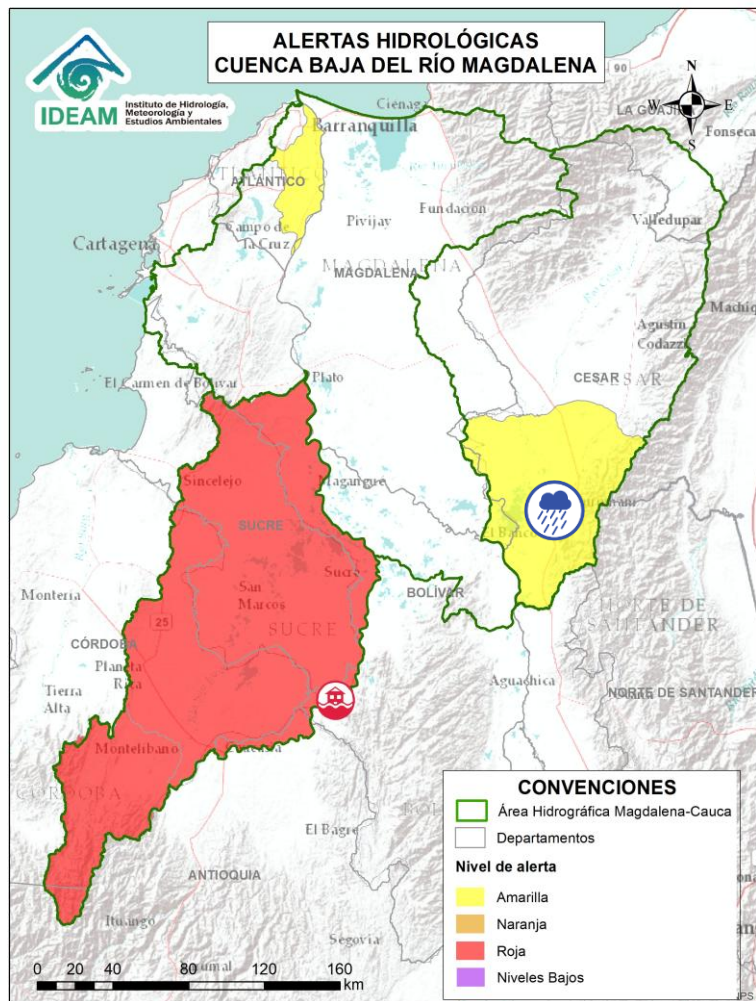 ALERTAS HIDROLÓGICAS
CUENCA BAJA DEL RÍO MAGDALENA
IDEAM
Instituto de Hidrología,
Meteorología y
Estudios Ambientales
N
W
E
S
90
Ciénaga
LA GUAJI
Fonseca
Barranquilla
ATLÁNTICO
Fundación
Pivijay
Valledupar
Campo de
la Cruz
Cartagena
MAGDALENA
MAGDALENA
Machiq
Agustín
Codazzi
El Carmen de Bolívar
Plato
CESAR
CESAR
Sincelejo
Magangue
SUCRE
El Banco
Sucre
San
Marcos
BOLÍVAR
Montería
NORTE DE
SANTANDER
SUCRE
25
CÓRDOBA
Planeta
Rica
Aguachica
Tierra
Alta
NORTE DE SANTANDER
Montelíbano
El Bagre
ANTIOQUIA
Ituango
Segovia
CONVENCIONES
Área Hidrográfica Magdalena-Cauca
Departamentos
Nivel de alerta
Amarilla
Naranja
Roja
Niveles Bajos
0 20 40 80 120 160
km